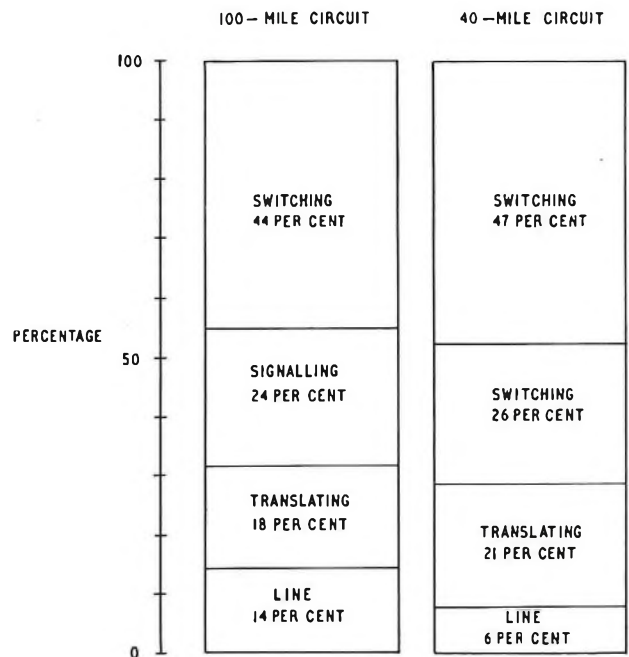 100-MILE CIRCUIT
40-MILE CIRCUIT
100
SWITCHING
44 PER CENT
SWITCHING
47 PER CENT
PERCENTAGE
50
SIGNALLING
24 PER CENT
SWITCHING
26 PER CENT
TRANSLATING
18 PER CENT
TRANSLATING
21 PER CENT
LINE
14 PER CENT
LINE
6 PER CENT
0